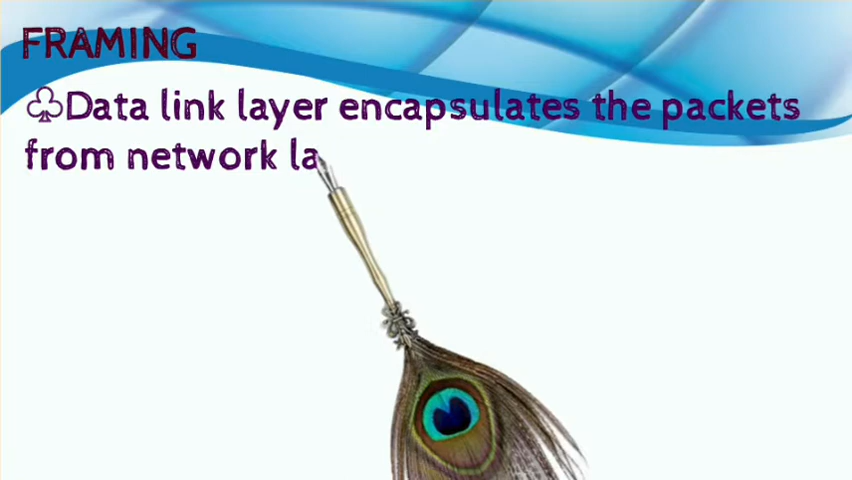 FRAMING
♧Data link layer encapsulates the packets
from network la